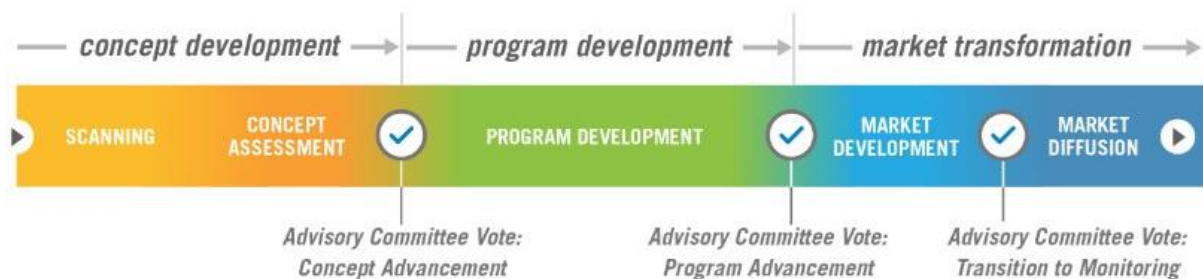 concept development
program development
market transformation
SCANNING
CONCEPT
ASSESSMENT
PROGRAM DEVELOPMENT
MARKET
DEVELOPMENT
MARKET
DIFFUSION
Advisory Committee Vote:
Concept Advancement
Advisory Committee Vote:
Program Advancement
Advisory Committee Vote:
Transition to Monitoring